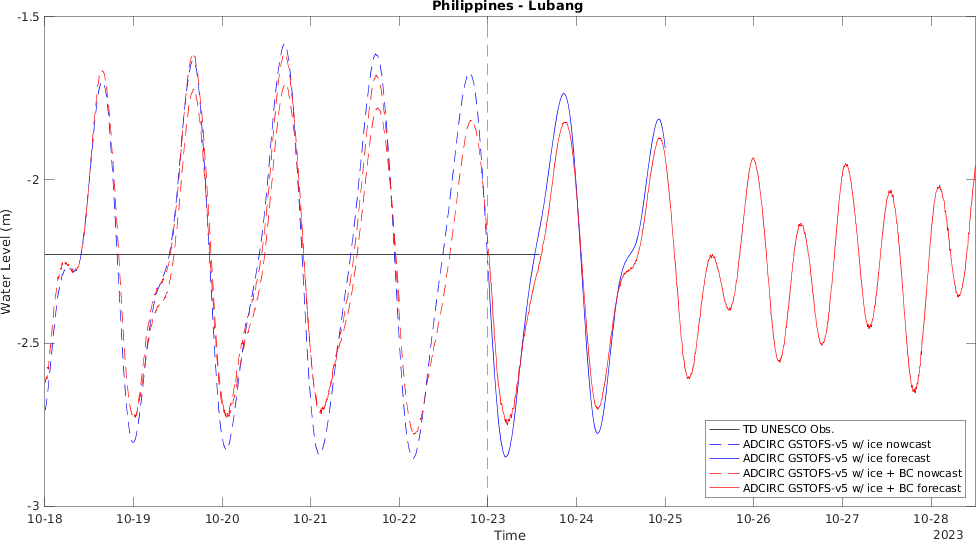 Philippines - Lubang
-1.5
-2
-2.5
-3
Water Level (m)
TD UNESCO Obs.
ADCIRC GSTOFS-v5 w/ ice nowcast
ADCIRC GSTOFS-v5 w/ ice forecast
ADCIRC GSTOFS-v5 w/ ice + BC nowcast
ADCIRC GSTOFS-v5 w/ ice + BC forecast
10-18 10-19 10-20 10-21 10-22 10-23 10-24 10-25 10-26 10-27 10-28
Time 2023